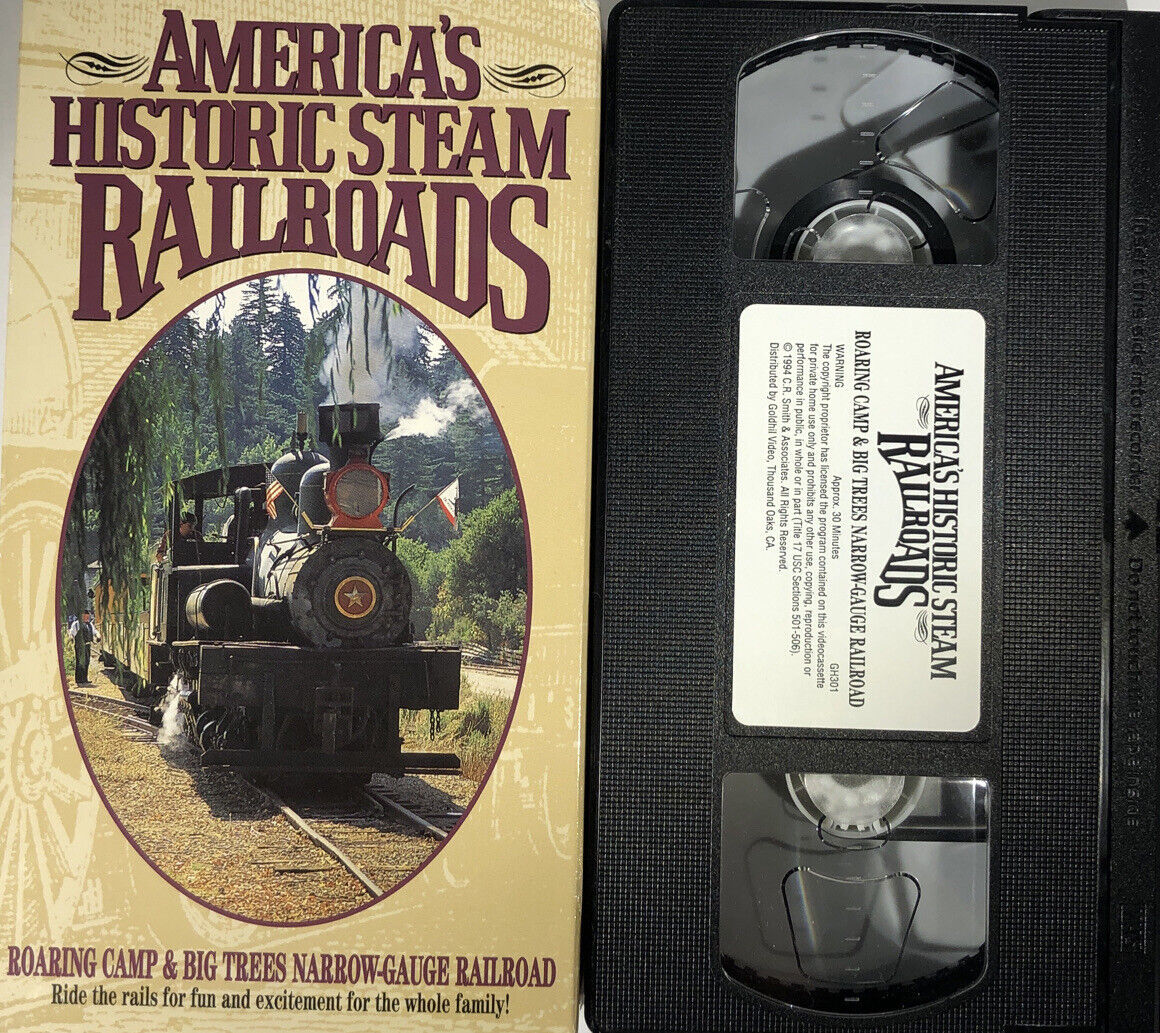 AMERICA'S
HISTORIC STEAM
RAILROADS
ROARING CAMP & BIG TREES NARROW-GAUGE RAILROAD
Ride the rails for fun and excitement for the whole family!
AMERICA'S HISTORIC STEAM
RAILROADS
ROARING CAMP & BIG TREES NARROW-GAUGE RAILROAD
WARNING Approx. 30 Minutes GH301
The copyright proprietor has licensed the program contained on this videocassette
for private home use only and prohibits any other use, copying, reproduction or
performance in public, in whole or in part (Title 17 USC Sections 501-506).
© 1994 C.R. Smith & Associates. All Rights Reserved.
Distributed by Goldhil Video, Thousand Oaks, CA.